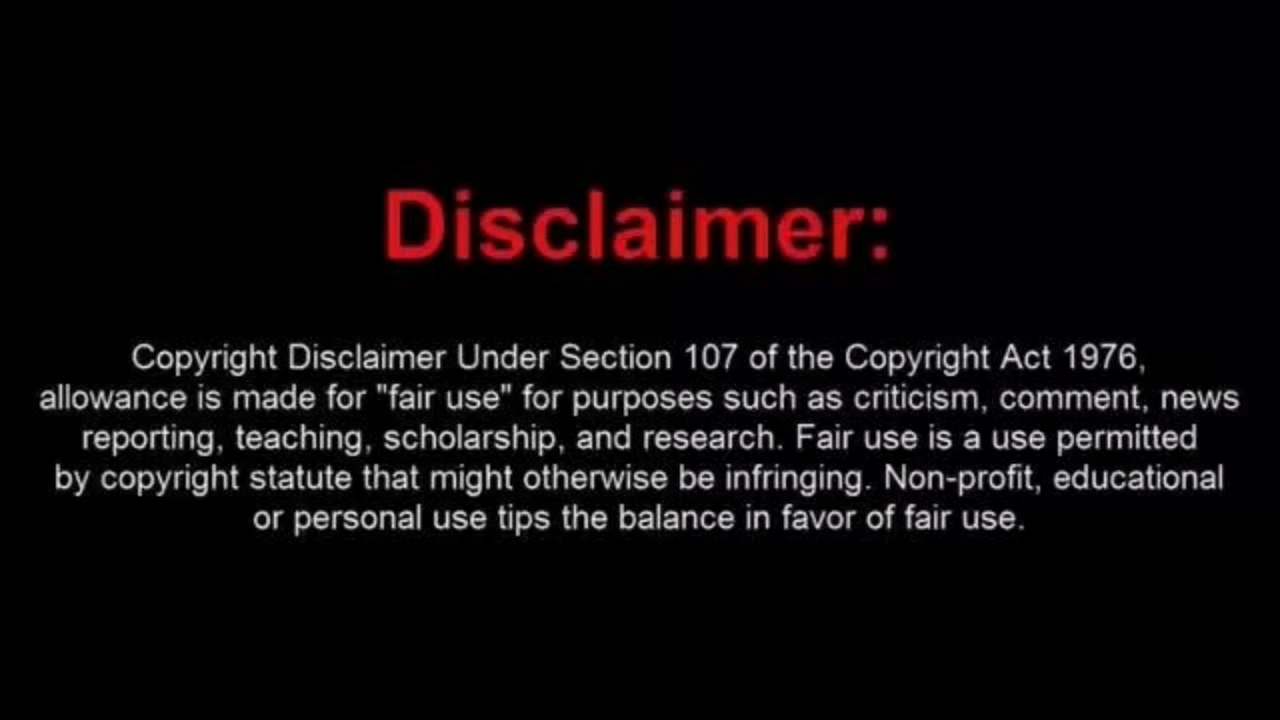 Disclaimer:
Copyright Disclaimer Under Section 107 of the Copyright Act 1976,
allowance is made for "fair use" for purposes such as criticism, comment, news
reporting, teaching, scholarship, and research. Fair use is a use permitted
by copyright statute that might otherwise be infringing. Non-profit, educational
or personal use tips the balance in favor of fair use.